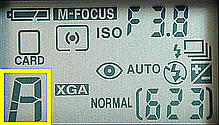 M-FOCUS
ISO F3.8
CARD
AUTO
A XGA
NORMAL (623)